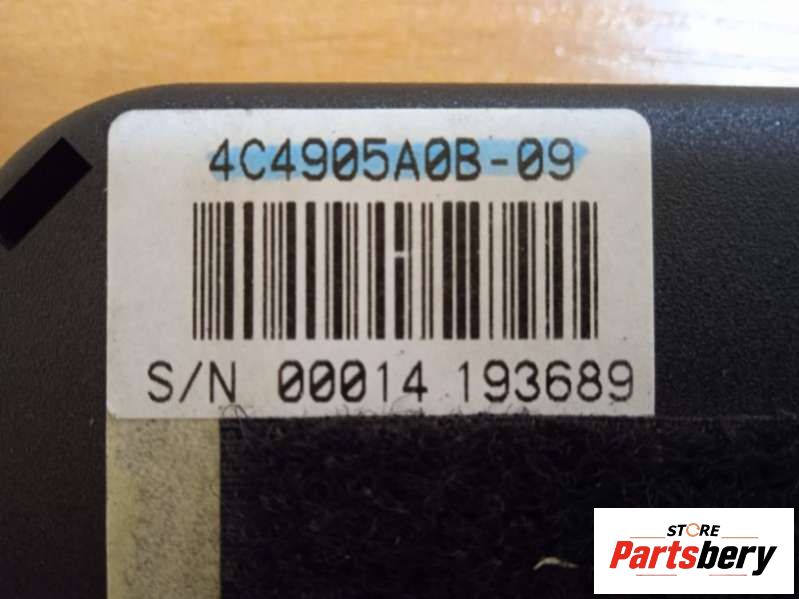 4C4905A0B-09
S/N 00014 193689
STORE
Partsbery